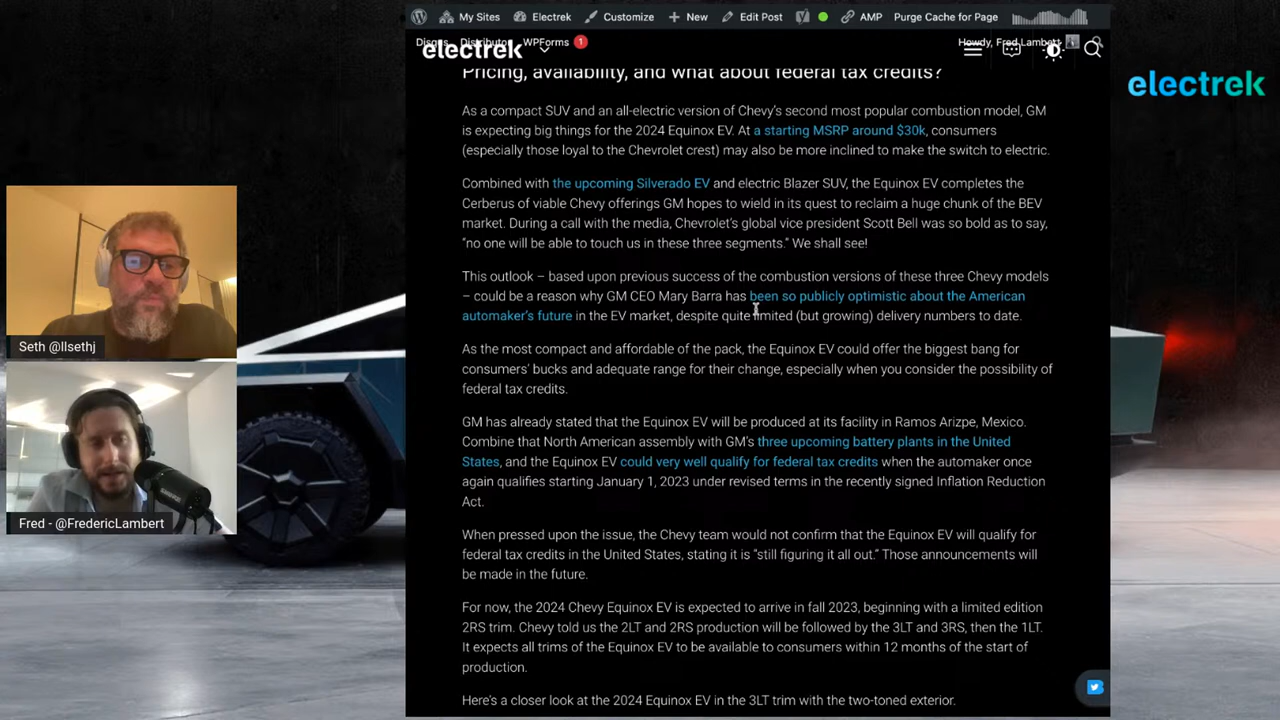 My Sites Electrek Customize New Edit Post AMP Purge Cache for Page
Disqus Distributor WPForms 1 Howdy, Fred Lambert
electrek
electrek
Pricing, availability, and what about federal tax credits?
As a compact SUV and an all-electric version of Chevy's second most popular combustion model, GM
is expecting big things for the 2024 Equinox EV. At a starting MSRP around $30k, consumers
(especially those loyal to the Chevrolet crest) may also be more inclined to make the switch to electric.
Combined with the upcoming Silverado EV and electric Blazer SUV, the Equinox EV completes the
Cerberus of viable Chevy offerings GM hopes to wield in its quest to reclaim a huge chunk of the BEV
market. During a call with the media, Chevrolet's global vice president Scott Bell was so bold as to say,
"no one will be able to touch us in these three segments." We shall see!
This outlook – based upon previous success of the combustion versions of these three Chevy models
– could be a reason why GM CEO Mary Barra has been so publicly optimistic about the American
automaker's future in the EV market, despite quite limited (but growing) delivery numbers to date.
As the most compact and affordable of the pack, the Equinox EV could offer the biggest bang for
consumers' bucks and adequate range for their change, especially when you consider the possibility of
federal tax credits.
GM has already stated that the Equinox EV will be produced at its facility in Ramos Arizpe, Mexico.
Combine that North American assembly with GM's three upcoming battery plants in the United
States, and the Equinox EV could very well qualify for federal tax credits when the automaker once
again qualifies starting January 1, 2023 under revised terms in the recently signed Inflation Reduction
Act.
When pressed upon the issue, the Chevy team would not confirm that the Equinox EV will qualify for
federal tax credits in the United States, stating it is "still figuring it all out." Those announcements will
be made in the future.
For now, the 2024 Chevy Equinox EV is expected to arrive in fall 2023, beginning with a limited edition
2RS trim. Chevy told us the 2LT and 2RS production will be followed by the 3LT and 3RS, then the 1LT.
It expects all trims of the Equinox EV to be available to consumers within 12 months of the start of
production.
Here's a closer look at the 2024 Equinox EV in the 3LT trim with the two-toned exterior.
Seth @llsethj
Fred - @FredericLambert